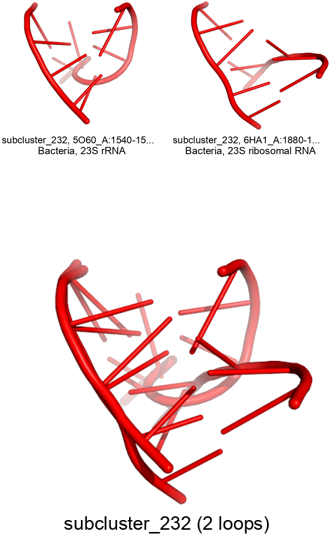 subcluster_232, 5O60_A:1540-15...
Bacteria, 23S rRNA
subcluster_232, 6HA1_A:1880-1...
Bacteria, 23S ribosomal RNA
subcluster_232 (2 loops)